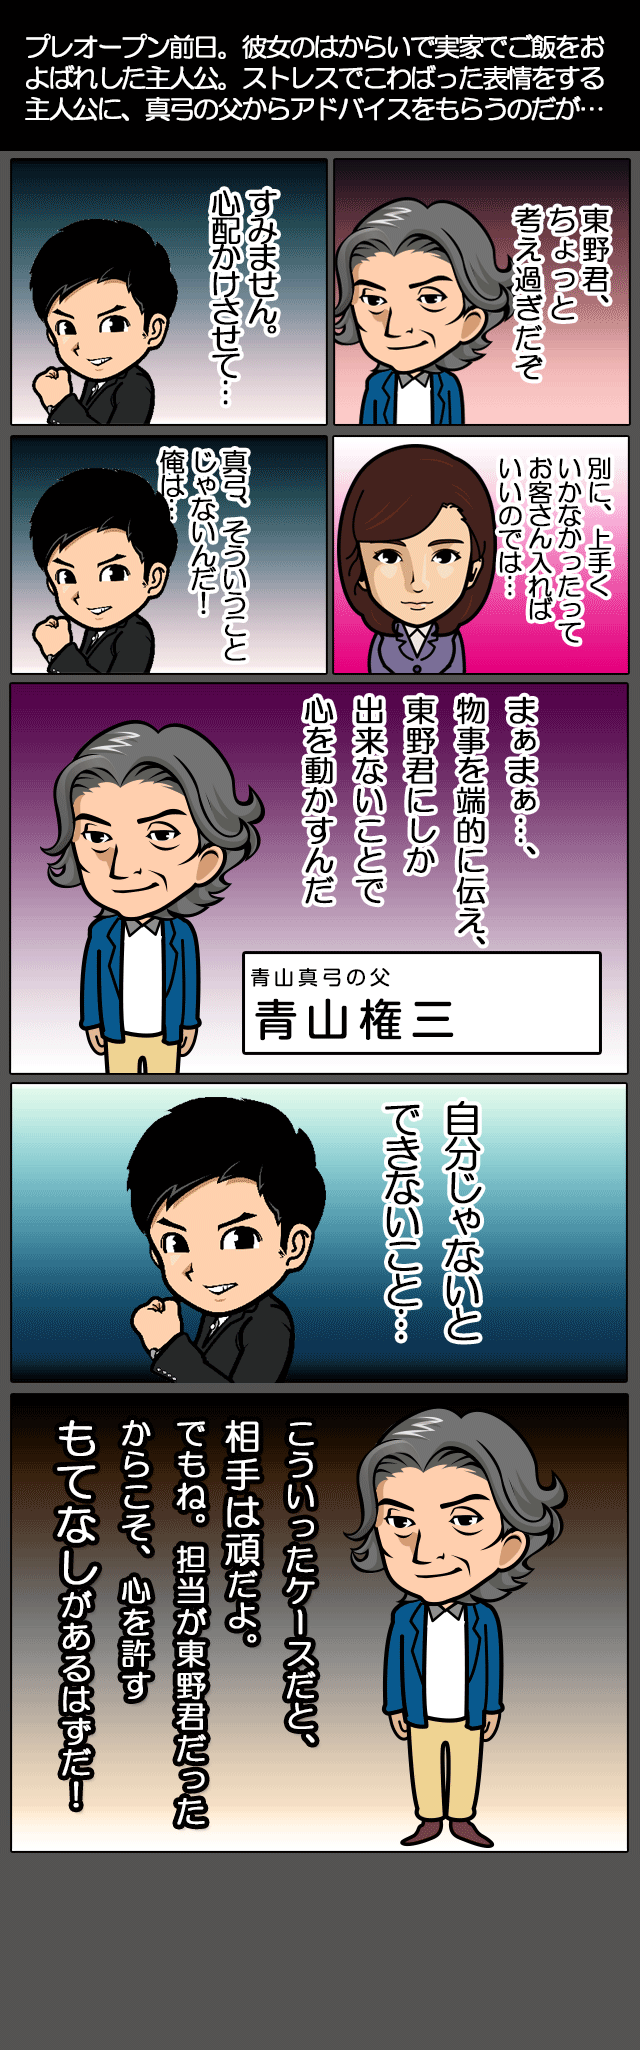 プレオープン前日。彼女のはからいで実家でご飯をお
よばれした主人公。ストレスでこわばった表情をする
主人公に、真弓の父からアドバイスをもらうのだが…
東野君、
ちょっと
考え過ぎだぞ
すみません。
心配かけさせて…
別に、上手く
いかなかったって
お客さん入れば
いいのでは…
真弓、そういうこと
じゃないんだ！
俺は…
まぁまぁ…、
物事を端的に伝え、
東野君にしか
出来ないことで
心を動かすんだ
青山真弓の父
青山権三
自分じゃないと
できないこと…
こういったケースだと、
相手は頑だよ。
でもね。担当が東野君だった
からこそ、心を許す
もてなしがあるはずだ！